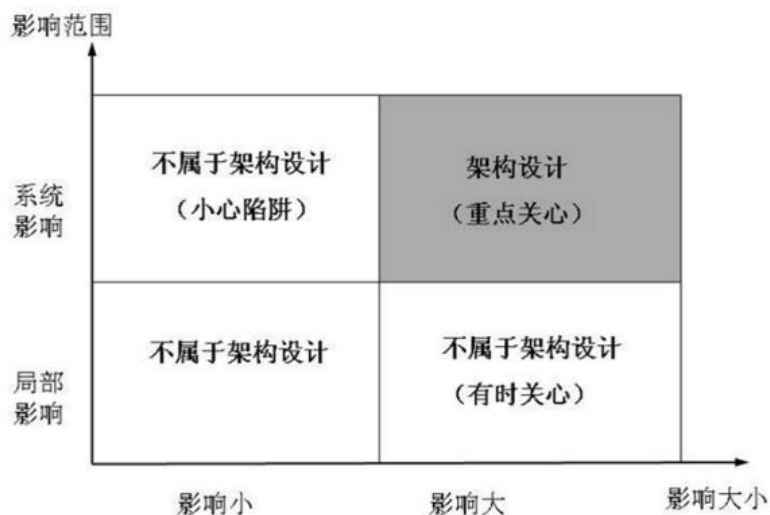 影响范围
不属于架构设计
(小心陷阱)
架构设计
(重点关心)
系统
影响
不属于架构设计
不属于架构设计
(有时关心)
局部
影响
影响小
影响大
影响大小